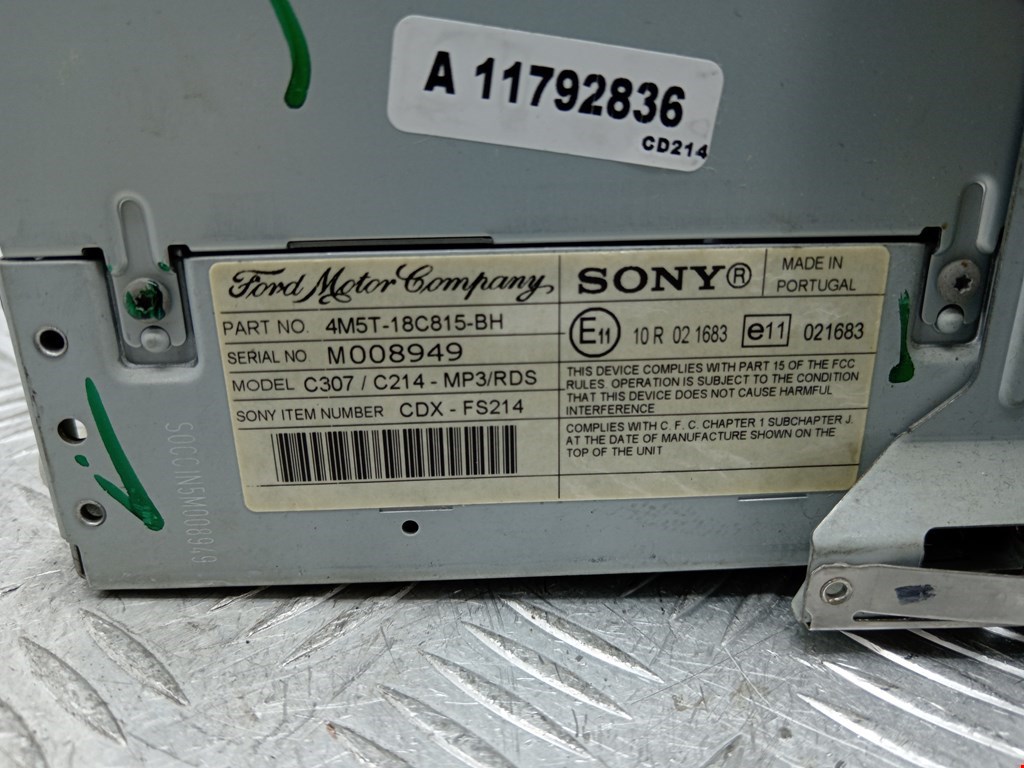 A 11792836
CD214
Ford Motor Company,
PART NO. 4M5T-18C815-BH
SERIAL NO M008949
MODEL C307 / C214 - MP3/RDS
SONY ITEM NUMBER CDX - FS214
SONY®
MADE IN
PORTUGAL
E11 10 R 02 1683 e11 021683
THIS DEVICE COMPLIES WITH PART 15 OF THE FCC
RULES. OPERATION IS SUBJECT TO THE CONDITION
THAT THIS DEVICE DOES NOT CAUSE HARMFUL
INTERFERENCE
COMPLIES WITH C. F. C. CHAPTER 1 SUBCHAPTER J.
AT THE DATE OF MANUFACTURE SHOWN ON THE
TOP OF THE UNIT
SOCCIN5M008949